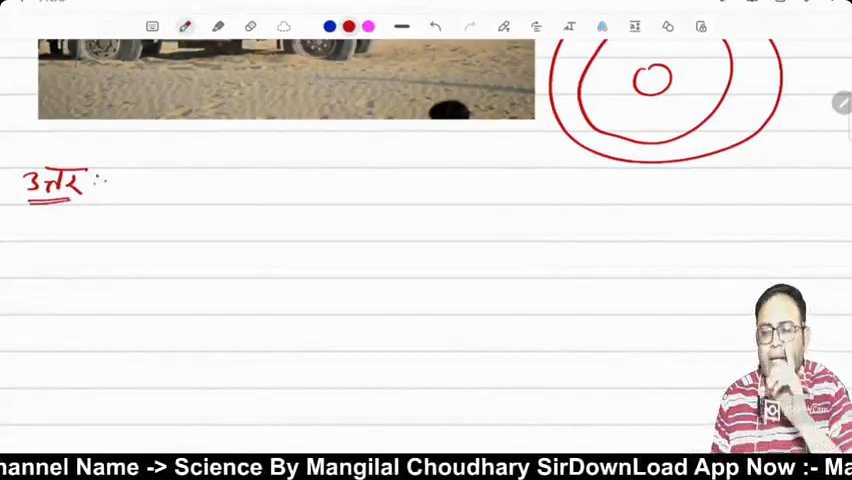 उत्तर :-
Channel Name -> Science By Mangilal Choudhary SirDownLoad App Now :- Ma